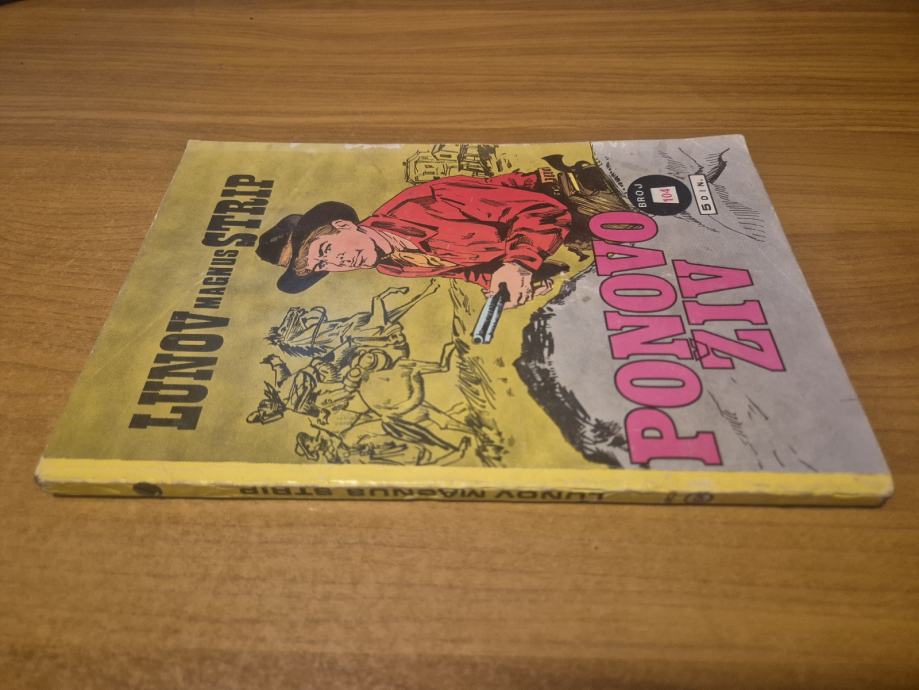 LUNOV MAGNUS STRIP
BROJ
104
5 DIN.
PONOVO
ŽIV
LUNOV MAGNUS STRIP